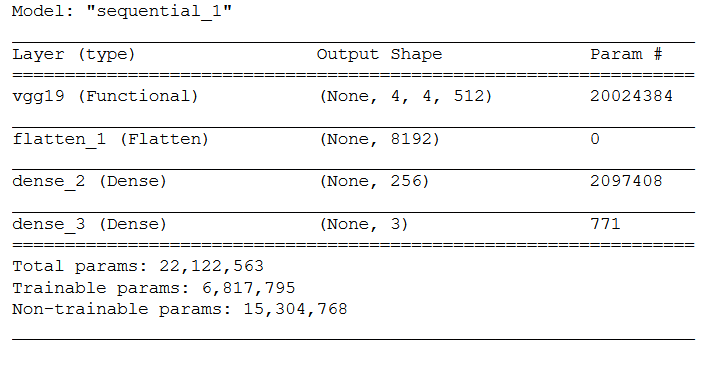 Model: "sequential_1"
Layer (type) Output Shape Param #
vgg19 (Functional) (None, 4, 4, 512) 20024384
flatten_1 (Flatten) (None, 8192) 0
dense_2 (Dense) (None, 256) 2097408
dense_3 (Dense) (None, 3) 771
Total params: 22,122,563
Trainable params: 6,817,795
Non-trainable params: 15,304,768